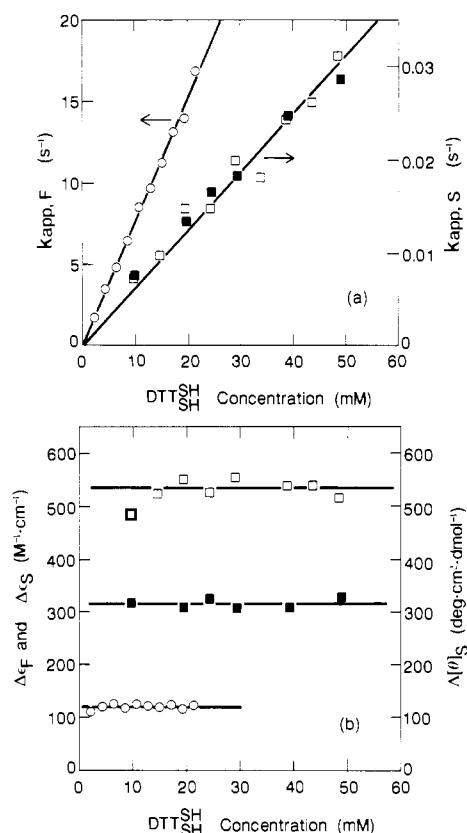 20
15
10
5
0
kapp, F (s⁻¹)
0.03
0.02
0.01
0
kapp, S (s⁻¹)
(a)
0 10 20 30 40 50 60
DTT SH SH Concentration (mM)
600
500
400
300
200
100
0
Δε_F and Δε_S (M⁻¹·cm⁻¹)
600
500
400
300
200
100
0
Λ[θ]_S (deg·cm²·dmol⁻¹)
(b)
0 10 20 30 40 50 60
DTT SH SH Concentration (mM)